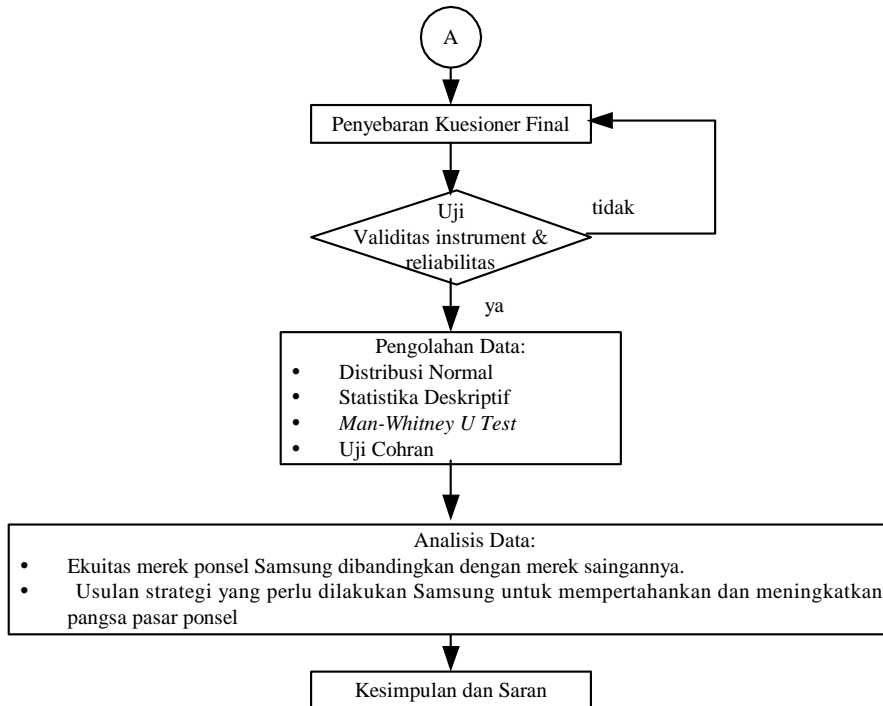 A
Penyebaran Kuesioner Final
tidak
Uji
Validitas instrument &
reliabilitas
ya
Pengolahan Data:
• Distribusi Normal
• Statistika Deskriptif
• Man-Whitney U Test
• Uji Cohran
Analisis Data:
• Ekuitas merek ponsel Samsung dibandingkan dengan merek saingannya.
• Usulan strategi yang perlu dilakukan Samsung untuk mempertahankan dan meningkatkan
pangsa pasar ponsel
Kesimpulan dan Saran